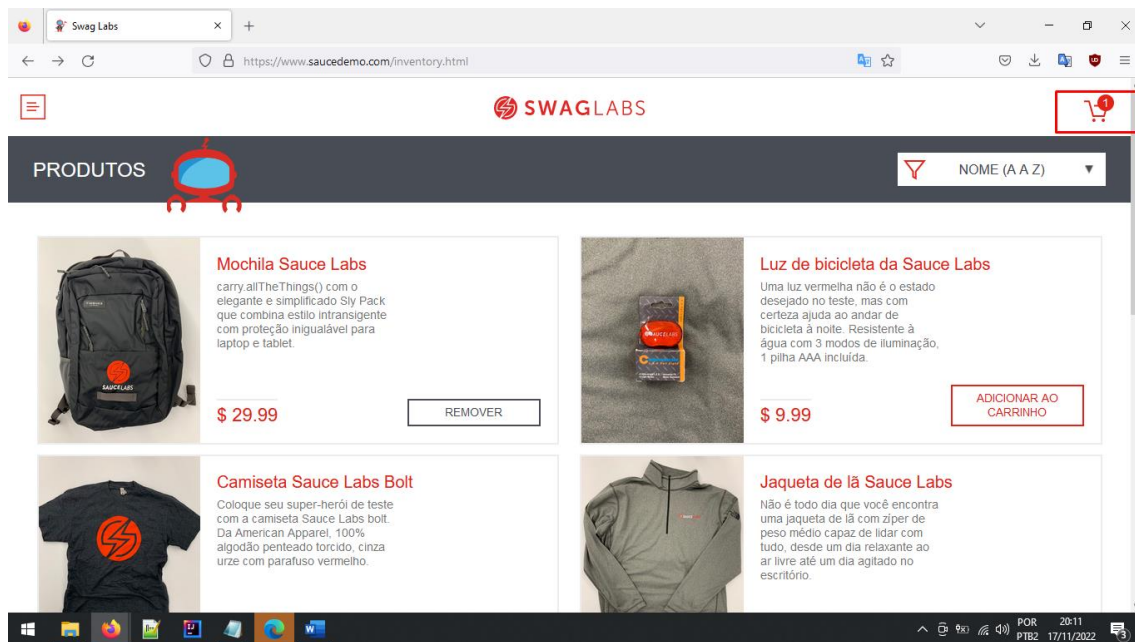 Swag Labs
https://www.saucedemo.com/inventory.html
SWAGLABS
1
PRODUTOS
NOME (A A Z)
Mochila Sauce Labs
carry.allTheThings() com o
elegante e simplificado Sly Pack
que combina estilo intransigente
com proteção inigualável para
laptop e tablet.
$ 29.99
REMOVER
SAUCELABS
Luz de bicicleta da Sauce Labs
Uma luz vermelha não é o estado
desejado no teste, mas com
certeza ajuda ao andar de
bicicleta à noite. Resistente à
água com 3 modos de iluminação,
1 pilha AAA incluída.
$ 9.99
ADICIONAR AO
CARRINHO
SAUCELABS
Camiseta Sauce Labs Bolt
Coloque seu super-herói de teste
com a camiseta Sauce Labs bolt.
Da American Apparel, 100%
algodão penteado torcido, cinza
urze com parafuso vermelho.
Jaqueta de lã Sauce Labs
Não é todo dia que você encontra
uma jaqueta de lã com zíper de
peso médio capaz de lidar com
tudo, desde um dia relaxante ao
ar livre até um dia agitado no
escritório.
POR
PTB2
20:11
17/11/2022
3